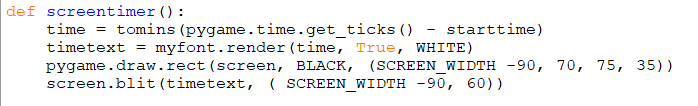 def screentimer():
    time = tomins(pygame.time.get_ticks() - starttime)
    timetext = myfont.render(time, True, WHITE)
    pygame.draw.rect(screen, BLACK, (SCREEN_WIDTH -90, 70, 75, 35))
    screen.blit(timetext, ( SCREEN_WIDTH -90, 60))